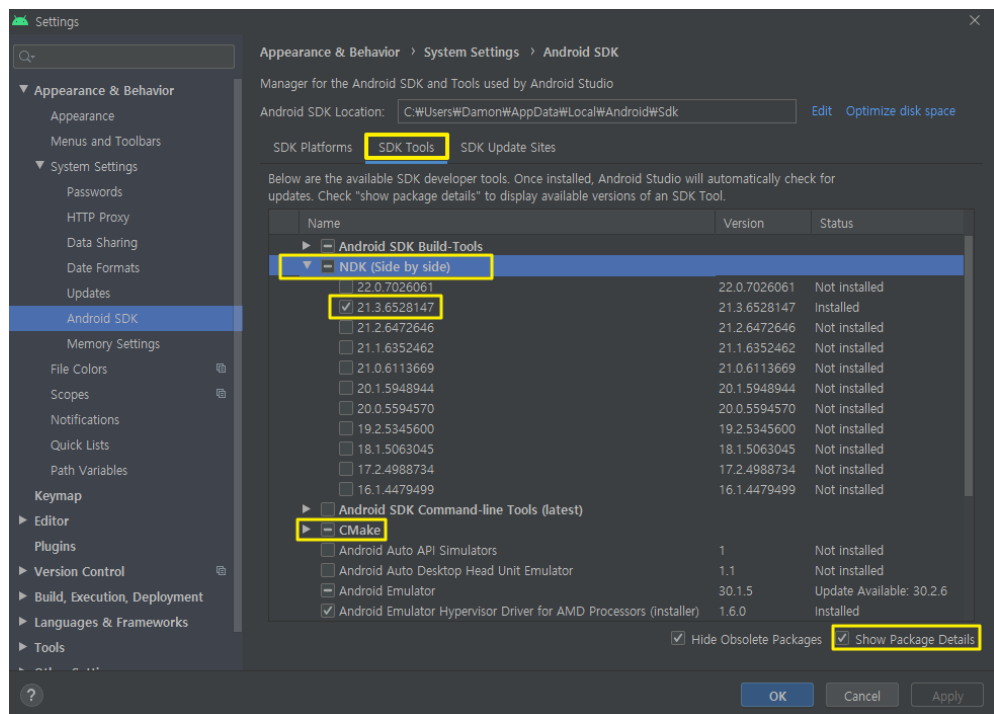 Settings
Appearance & Behavior
Appearance
Menus and Toolbars
System Settings
Passwords
HTTP Proxy
Data Sharing
Date Formats
Updates
Android SDK
Memory Settings
File Colors
Scopes
Notifications
Quick Lists
Path Variables
Keymap
Editor
Plugins
Version Control
Build, Execution, Deployment
Languages & Frameworks
Tools
Appearance & Behavior › System Settings › Android SDK
Manager for the Android SDK and Tools used by Android Studio
Android SDK Location: C:₩Users₩Damon₩AppData₩Local₩Android₩Sdk Edit Optimize disk space
SDK Platforms SDK Tools SDK Update Sites
Below are the available SDK developer tools. Once installed, Android Studio will automatically check for
updates. Check "show package details" to display available versions of an SDK Tool.
Name Version Status
Android SDK Build-Tools
NDK (Side by side)
22.0.7026061 22.0.7026061 Not installed
21.3.6528147 21.3.6528147 Installed
21.2.6472646 21.2.6472646 Not installed
21.1.6352462 21.1.6352462 Not installed
21.0.6113669 21.0.6113669 Not installed
20.1.5948944 20.1.5948944 Not installed
20.0.5594570 20.0.5594570 Not installed
19.2.5345600 19.2.5345600 Not installed
18.1.5063045 18.1.5063045 Not installed
17.2.4988734 17.2.4988734 Not installed
16.1.4479499 16.1.4479499 Not installed
Android SDK Command-line Tools (latest)
CMake
Android Auto API Simulators 1 Not installed
Android Auto Desktop Head Unit Emulator 1.1 Not installed
Android Emulator 30.1.5 Update Available: 30.2.6
Android Emulator Hypervisor Driver for AMD Processors (installer) 1.6.0 Installed
Hide Obsolete Packages Show Package Details
? OK Cancel Apply